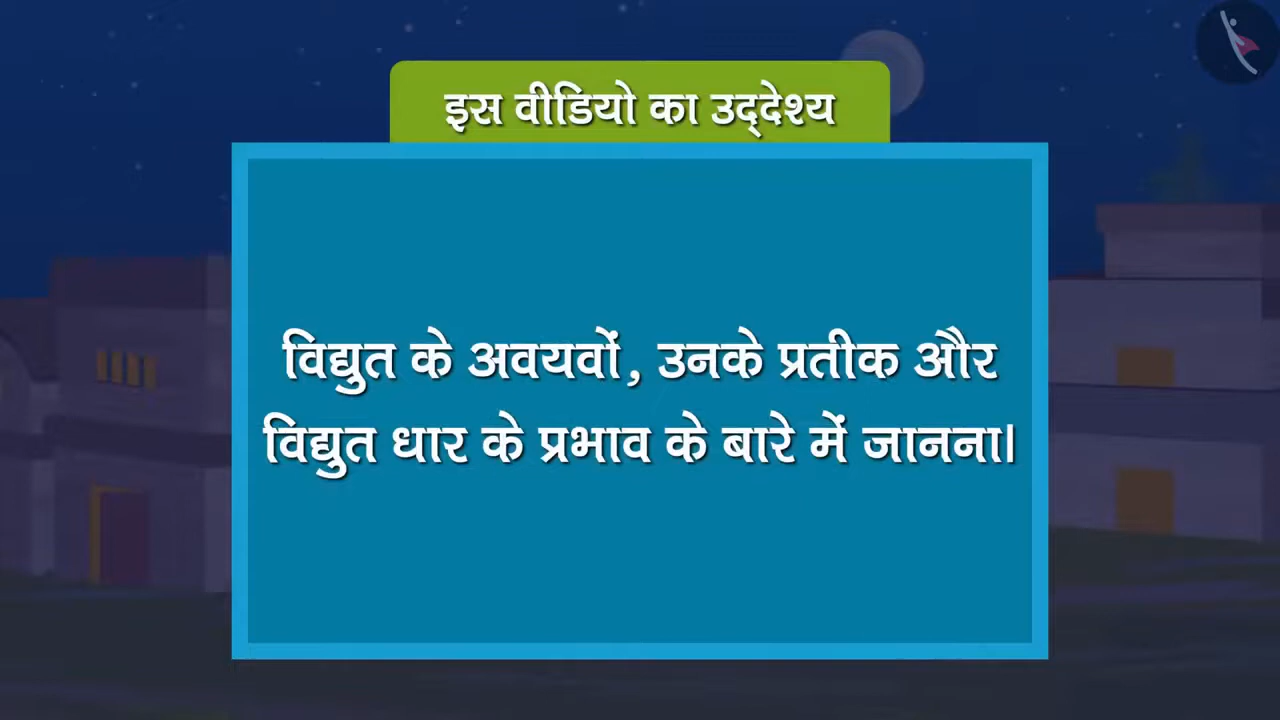 इस वीडियो का उद्‌देश्य
विद्युत के अवयवों, उनके प्रतीक और
विद्युत धार के प्रभाव के बारे में जानना।